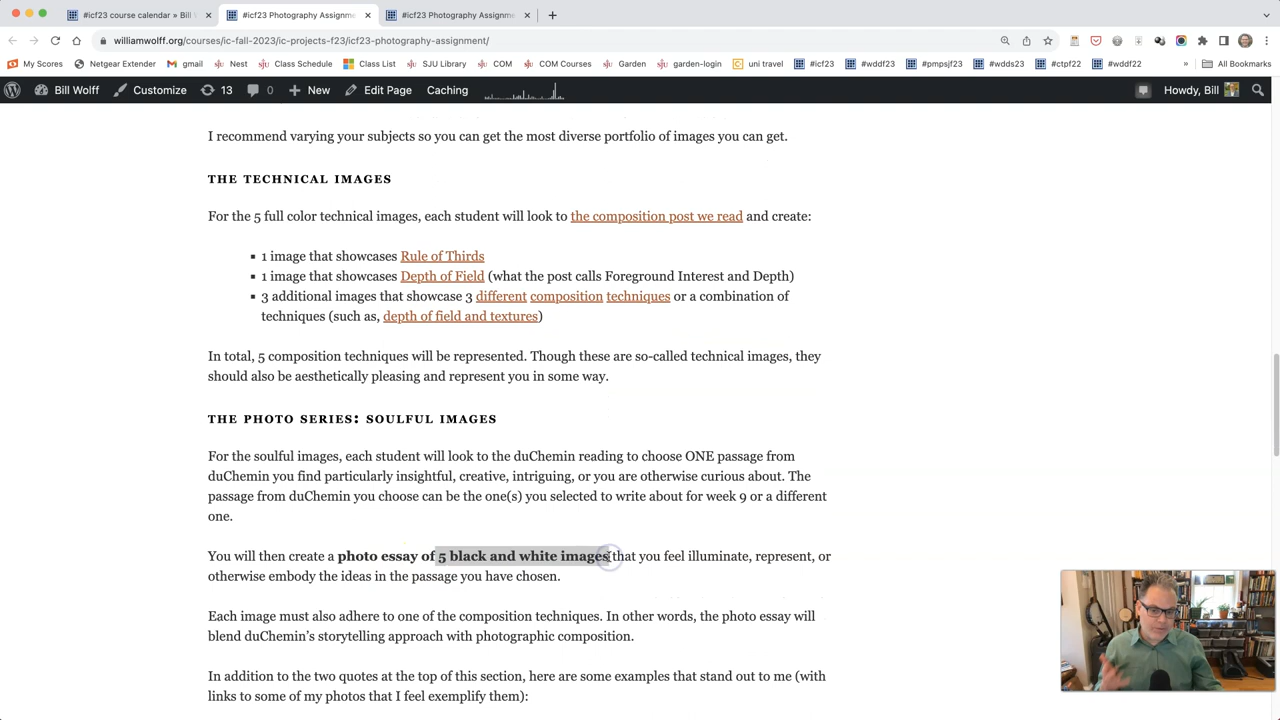 #icf23 course calendar » Bill W
#icf23 Photography Assignme
#icf23 Photography Assignme
williamwolff.org/courses/ic-fall-2023/ic-projects-f23/icf23-photography-assignment/
My Scores
Netgear Extender
gmail
Nest
Class Schedule
Class List
SJU Library
COM
COM Courses
Garden
garden-login
uni travel
#icf23
#wddf23
#pmpsjf23
#wdds23
#ctpf22
#wddf22
»
All Bookmarks
Bill Wolff
Customize
13
0
New
Edit Page
Caching
Howdy, Bill
I recommend varying your subjects so you can get the most diverse portfolio of images you can get.
THE TECHNICAL IMAGES
For the 5 full color technical images, each student will look to the composition post we read and create:
▪ 1 image that showcases Rule of Thirds
▪ 1 image that showcases Depth of Field (what the post calls Foreground Interest and Depth)
▪ 3 additional images that showcase 3 different composition techniques or a combination of
techniques (such as, depth of field and textures)
In total, 5 composition techniques will be represented. Though these are so-called technical images, they
should also be aesthetically pleasing and represent you in some way.
THE PHOTO SERIES: SOULFUL IMAGES
For the soulful images, each student will look to the duChemin reading to choose ONE passage from
duChemin you find particularly insightful, creative, intriguing, or you are otherwise curious about. The
passage from duChemin you choose can be the one(s) you selected to write about for week 9 or a different
one.
You will then create a photo essay of 5 black and white images that you feel illuminate, represent, or
otherwise embody the ideas in the passage you have chosen.
Each image must also adhere to one of the composition techniques. In other words, the photo essay will
blend duChemin's storytelling approach with photographic composition.
In addition to the two quotes at the top of this section, here are some examples that stand out to me (with
links to some of my photos that I feel exemplify them):